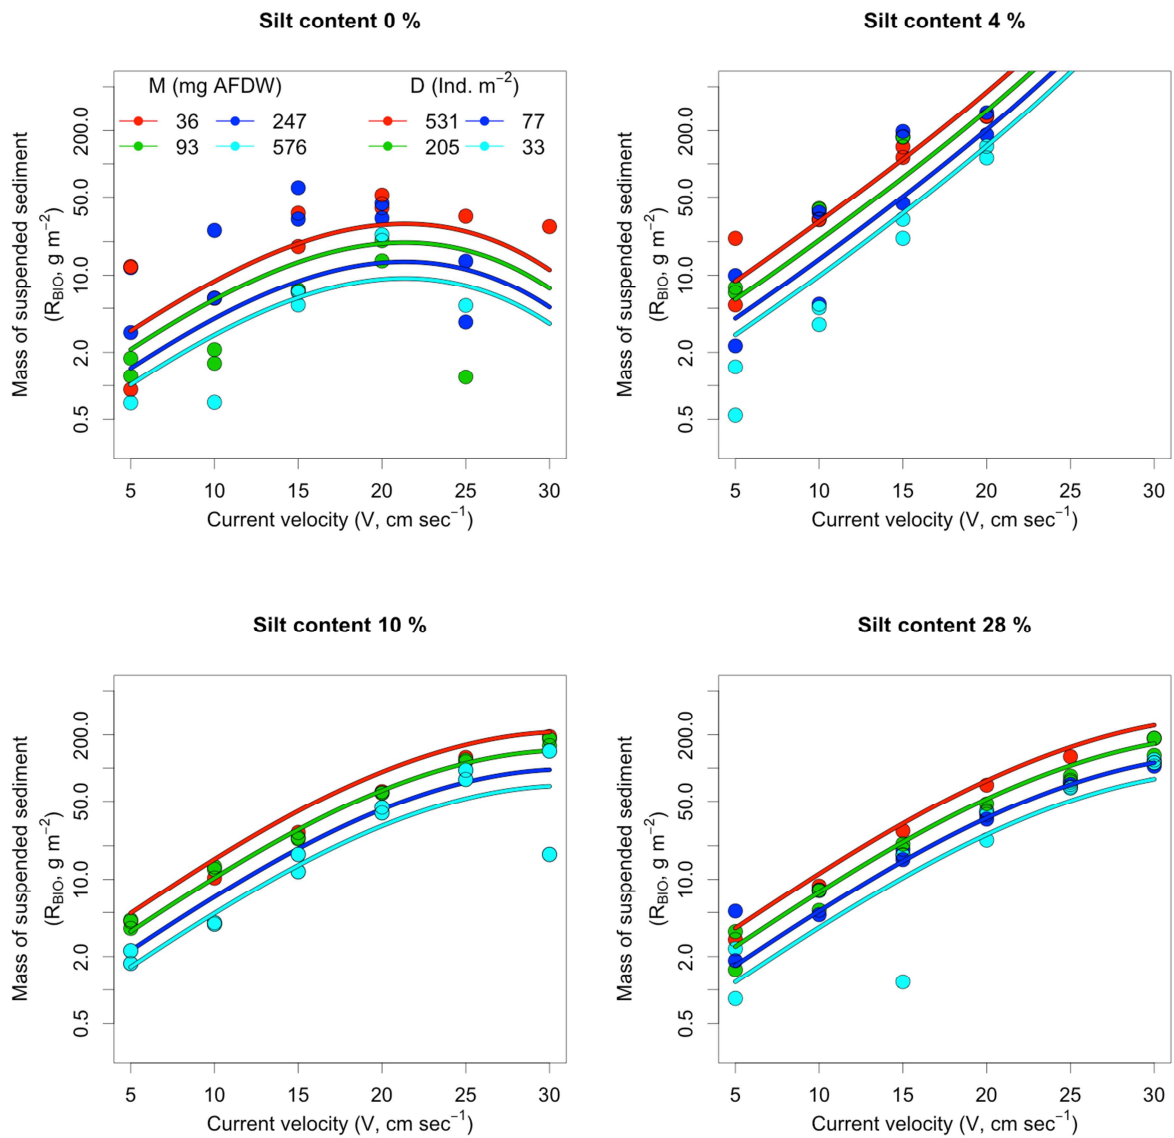 Silt content 0 %
M (mg AFDW) D (Ind. m⁻²)
36 247 531 77
93 576 205 33
Mass of suspended sediment
(R_BIO, g m⁻²)
200.0
50.0
10.0
2.0
0.5
5 10 15 20 25 30
Current velocity (V, cm sec⁻¹)
Silt content 4 %
Mass of suspended sediment
(R_BIO, g m⁻²)
200.0
50.0
10.0
2.0
0.5
5 10 15 20 25 30
Current velocity (V, cm sec⁻¹)
Silt content 10 %
Mass of suspended sediment
(R_BIO, g m⁻²)
200.0
50.0
10.0
2.0
0.5
5 10 15 20 25 30
Current velocity (V, cm sec⁻¹)
Silt content 28 %
Mass of suspended sediment
(R_BIO, g m⁻²)
200.0
50.0
10.0
2.0
0.5
5 10 15 20 25 30
Current velocity (V, cm sec⁻¹)